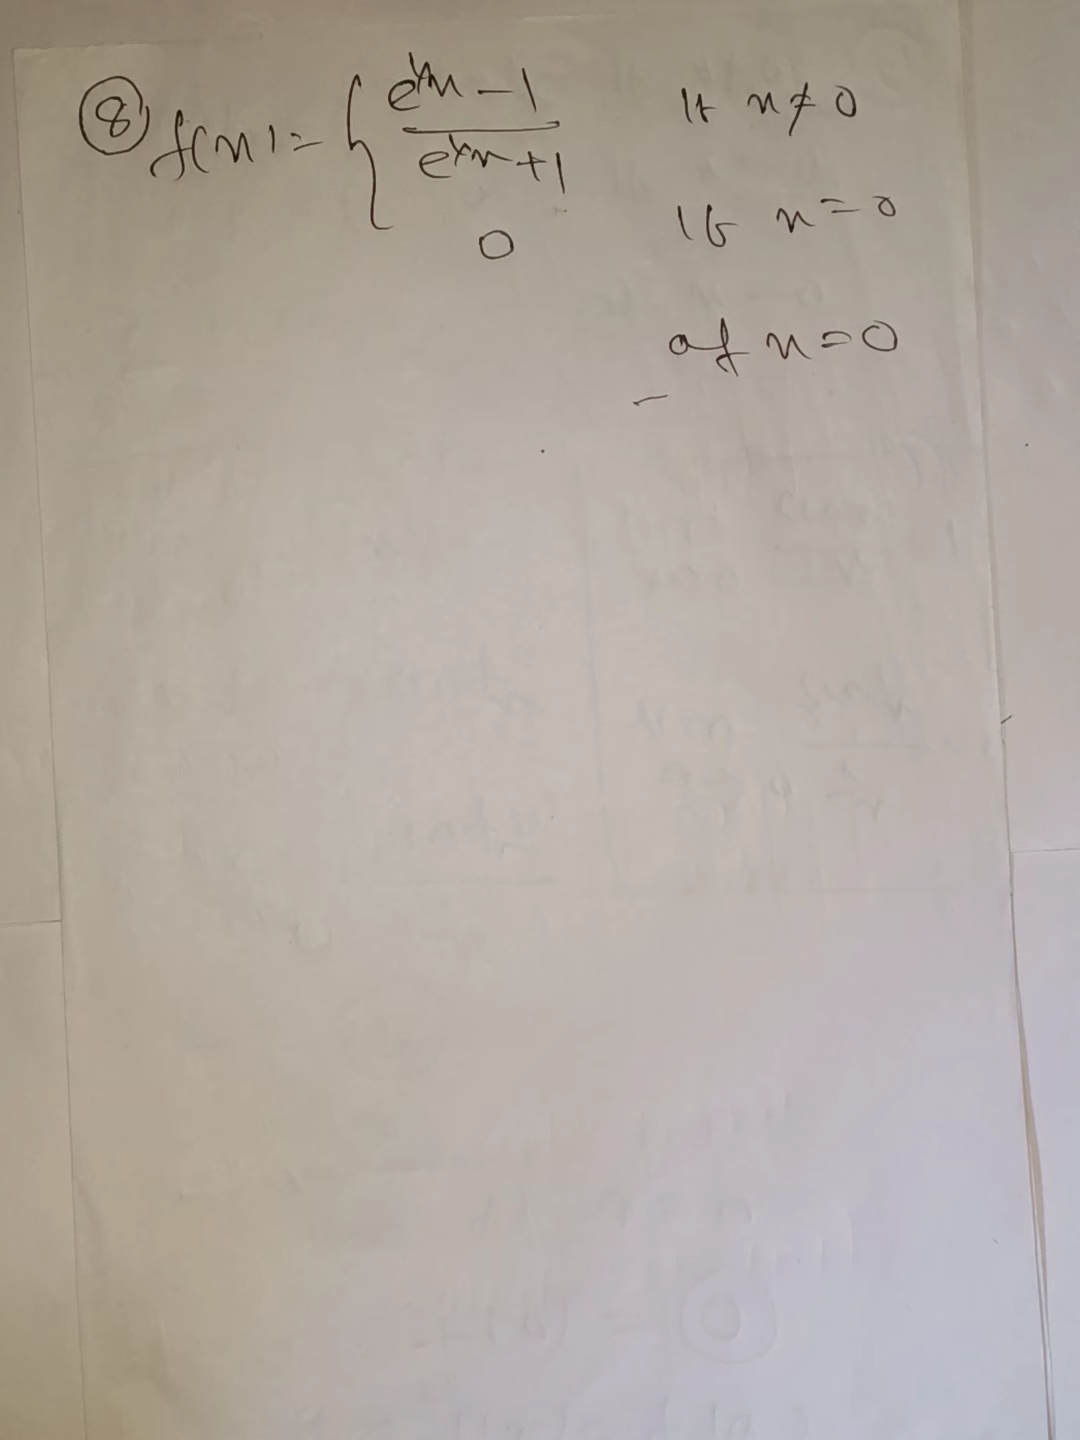 ⑧ f(x) = { (e^{1/x} - 1)/(e^{1/x} + 1) If x ≠ 0
0 If x = 0
at x = 0